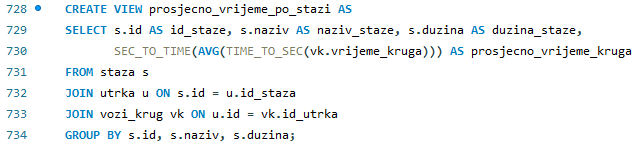 728 CREATE VIEW prosjecno_vrijeme_po_stazi AS
729 SELECT s.id AS id_staze, s.naziv AS naziv_staze, s.duzina AS duzina_staze,
730 SEC_TO_TIME(AVG(TIME_TO_SEC(vk.vrijeme_kruga))) AS prosjecno_vrijeme_kruga
731 FROM staza s
732 JOIN utrka u ON s.id = u.id_staza
733 JOIN vozi_krug vk ON u.id = vk.id_utrka
734 GROUP BY s.id, s.naziv, s.duzina;